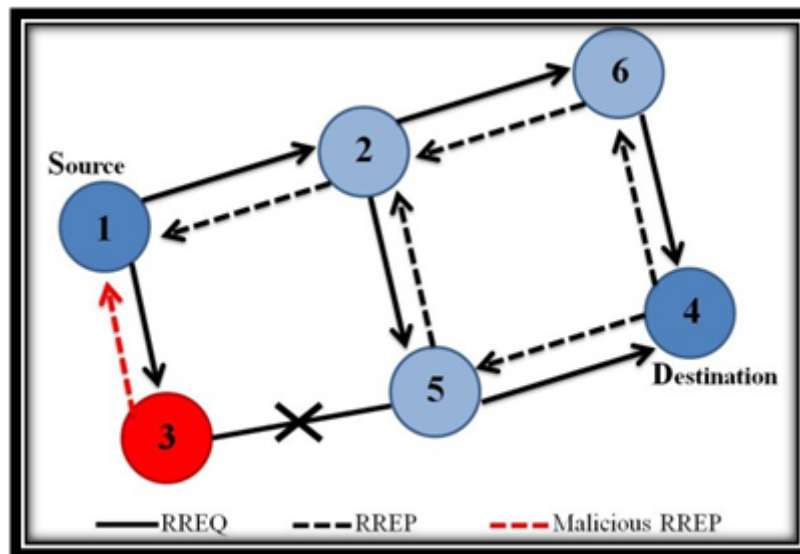 6
2
Source
1
4
Destination
5
3
RREQ
RREP
Malicious RREP